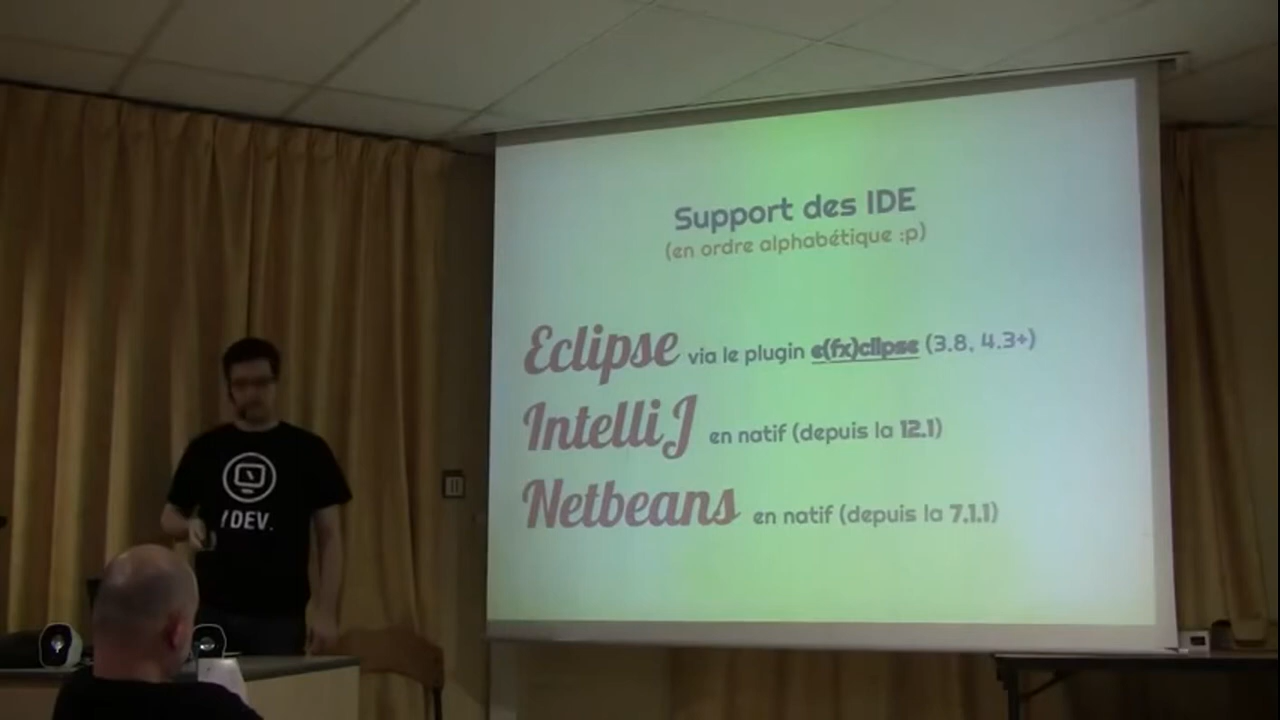 Support des IDE
(en ordre alphabétique :p)
Eclipse via le plugin e(fx)clipse (3.8, 4.3+)
IntelliJ en natif (depuis la 12.1)
Netbeans en natif (depuis la 7.1.1)
/DEV.